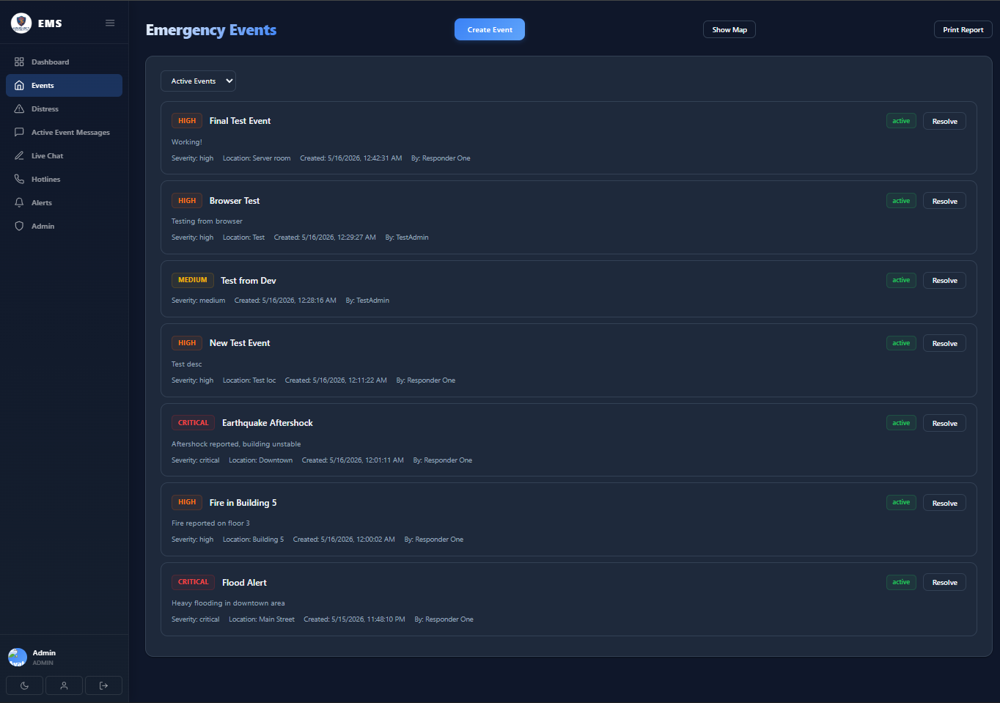 EMS
Dashboard
Events
Distress
Active Event Messages
Live Chat
Hotlines
Alerts
Admin
Admin
ADMIN
Emergency Events
Create Event
Show Map
Print Report
Active Events
HIGH Final Test Event active Resolve
Working!
Severity: high Location: Server room Created: 5/16/2026, 12:42:31 AM By: Responder One
HIGH Browser Test active Resolve
Testing from browser
Severity: high Location: Test Created: 5/16/2026, 12:29:27 AM By: TestAdmin
MEDIUM Test from Dev active Resolve
Severity: medium Created: 5/16/2026, 12:28:16 AM By: TestAdmin
HIGH New Test Event active Resolve
Test desc
Severity: high Location: Test loc Created: 5/16/2026, 12:11:22 AM By: Responder One
CRITICAL Earthquake Aftershock active Resolve
Aftershock reported, building unstable
Severity: critical Location: Downtown Created: 5/16/2026, 12:01:11 AM By: Responder One
HIGH Fire in Building 5 active Resolve
Fire reported on floor 3
Severity: high Location: Building 5 Created: 5/16/2026, 12:00:02 AM By: Responder One
CRITICAL Flood Alert active Resolve
Heavy flooding in downtown area
Severity: critical Location: Main Street Created: 5/15/2026, 11:48:10 PM By: Responder One